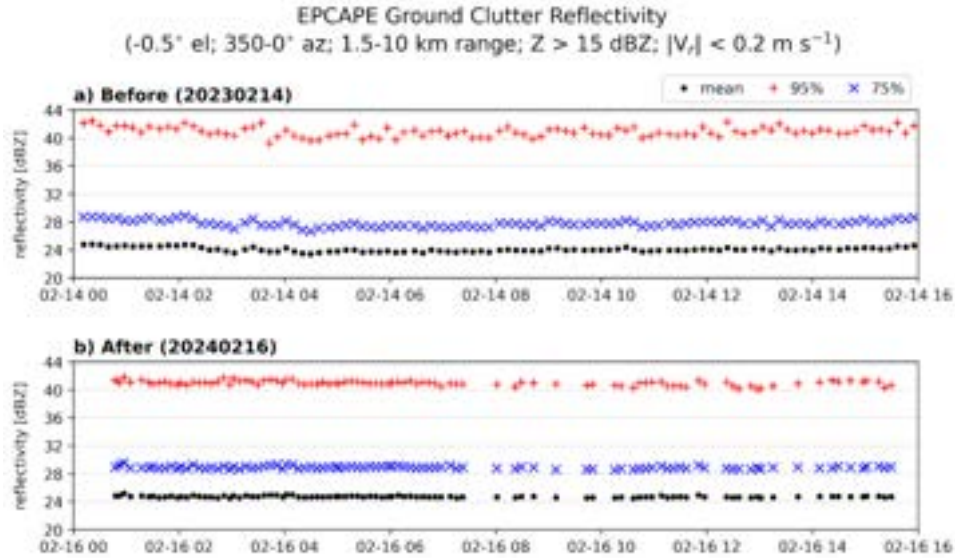 EPCAPE Ground Clutter Reflectivity
(-0.5° el; 350-0° az; 1.5-10 km range; Z > 15 dBZ; |Vᵣ| < 0.2 m s⁻¹)
a) Before (20230214)
mean 95% 75%
reflectivity [dBZ]
44
40
36
32
28
24
20
02-14 00 02-14 02 02-14 04 02-14 06 02-14 08 02-14 10 02-14 12 02-14 14 02-14 16
b) After (20240216)
reflectivity [dBZ]
44
40
36
32
28
24
20
02-16 00 02-16 02 02-16 04 02-16 06 02-16 08 02-16 10 02-16 12 02-16 14 02-16 16